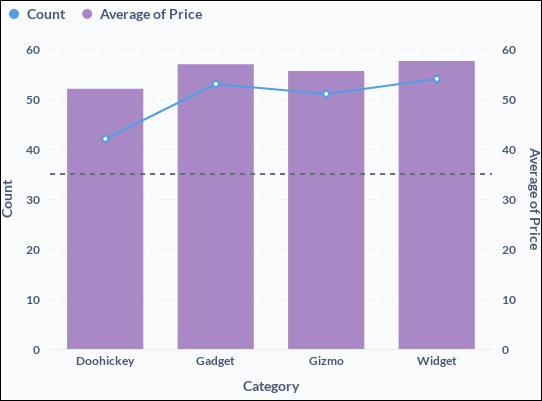 Count Average of Price
60 60
50 50
40 40
30 30
20 20
10 10
0 0
Count
Average of Price
Doohickey Gadget Gizmo Widget
Category